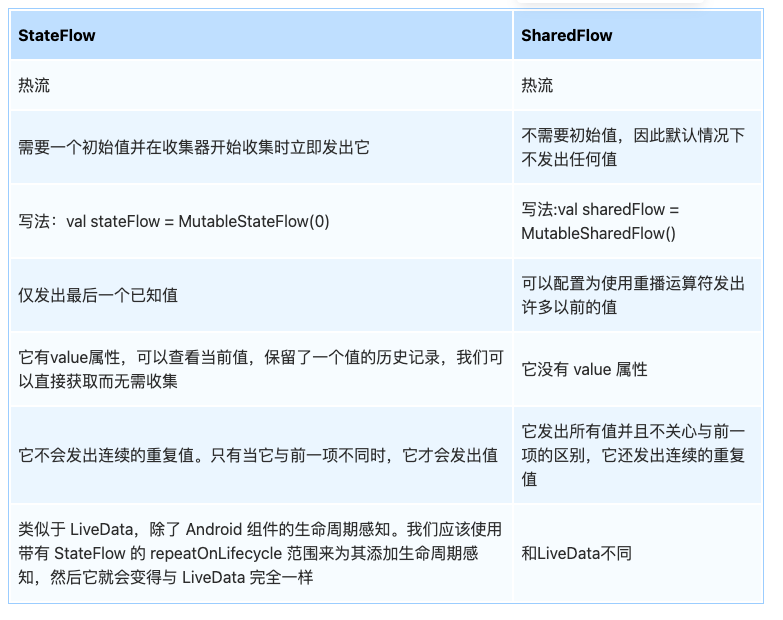 StateFlow
SharedFlow
热流
热流
需要一个初始值并在收集器开始收集时立即发出它
不需要初始值，因此默认情况下
不发出任何值
写法：val stateFlow = MutableStateFlow(0)
写法:val sharedFlow =
MutableSharedFlow()
仅发出最后一个已知值
可以配置为使用重播运算符发出
许多以前的值
它有value属性，可以查看当前值，保留了一个值的历史记录，我们可
以直接获取而无需收集
它没有 value 属性
它不会发出连续的重复值。只有当它与前一项不同时，它才会发出值
它发出所有值并且不关心与前一
项的区别，它还发出连续的重复
值
类似于 LiveData，除了 Android 组件的生命周期感知。我们应该使用
带有 StateFlow 的 repeatOnLifecycle 范围来为其添加生命周期感
知，然后它就会变得与 LiveData 完全一样
和LiveData不同